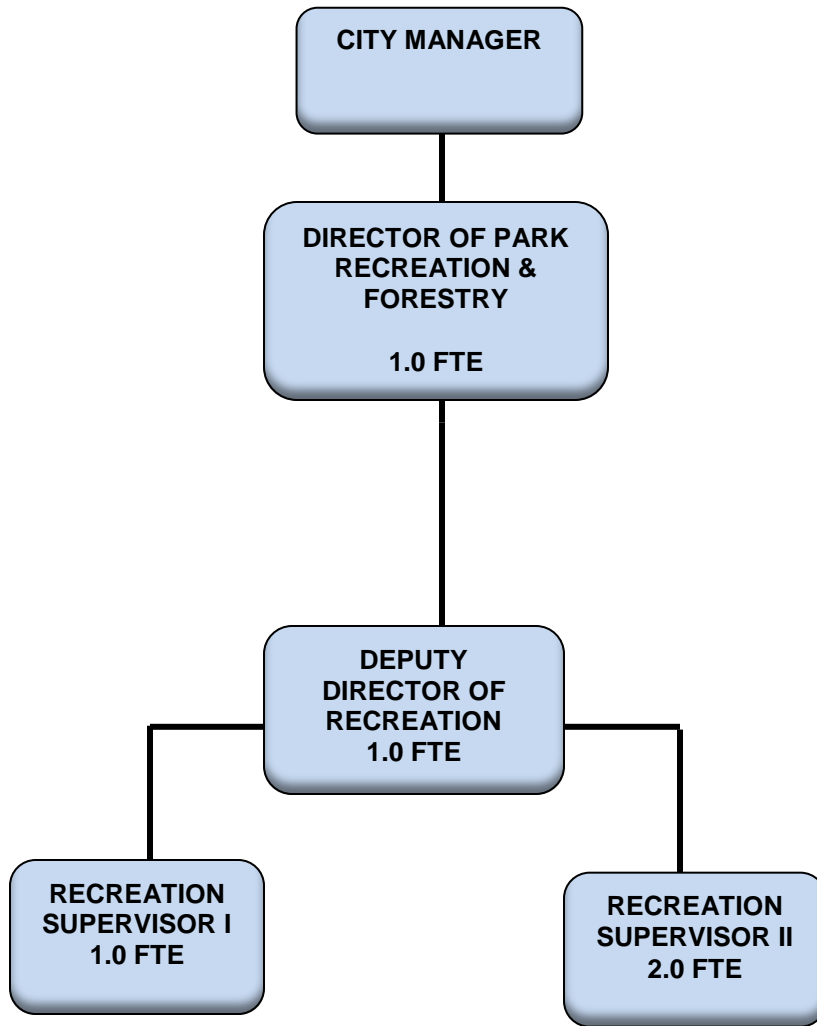 CITY MANAGER
DIRECTOR OF PARK
RECREATION &
FORESTRY
1.0 FTE
DEPUTY
DIRECTOR OF
RECREATION
1.0 FTE
RECREATION
SUPERVISOR I
1.0 FTE
RECREATION
SUPERVISOR II
2.0 FTE